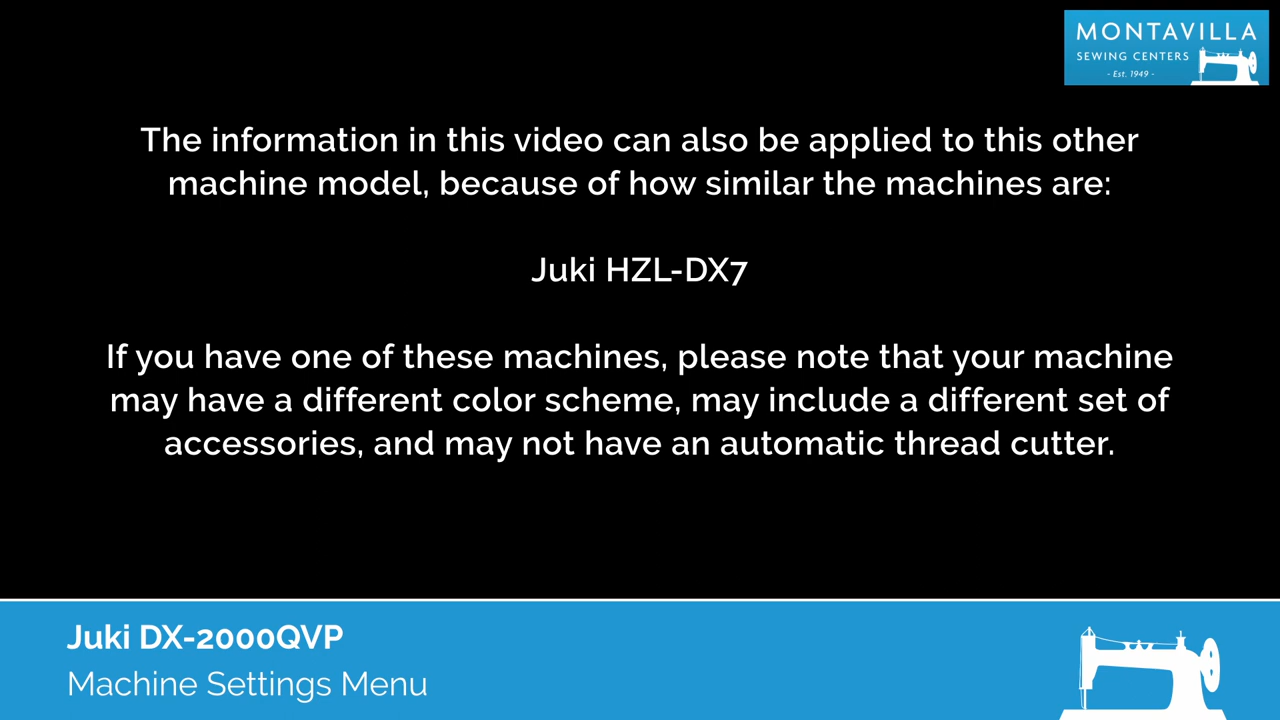 MONTAVILLA
SEWING CENTERS
- Est. 1949 -
The information in this video can also be applied to this other
machine model, because of how similar the machines are:
Juki HZL-DX7
If you have one of these machines, please note that your machine
may have a different color scheme, may include a different set of
accessories, and may not have an automatic thread cutter.
Juki DX-2000QVP
Machine Settings Menu